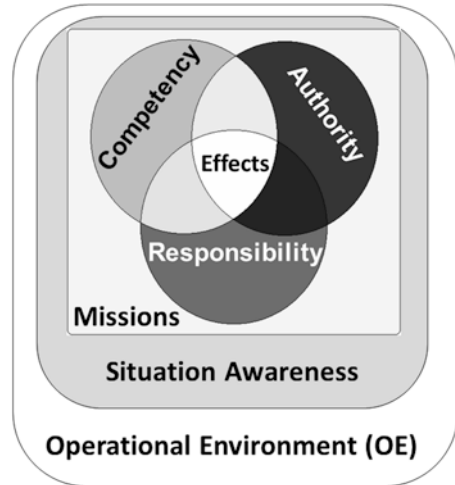 Competency
Authority
Effects
Responsibility
Missions
Situation Awareness
Operational Environment (OE)